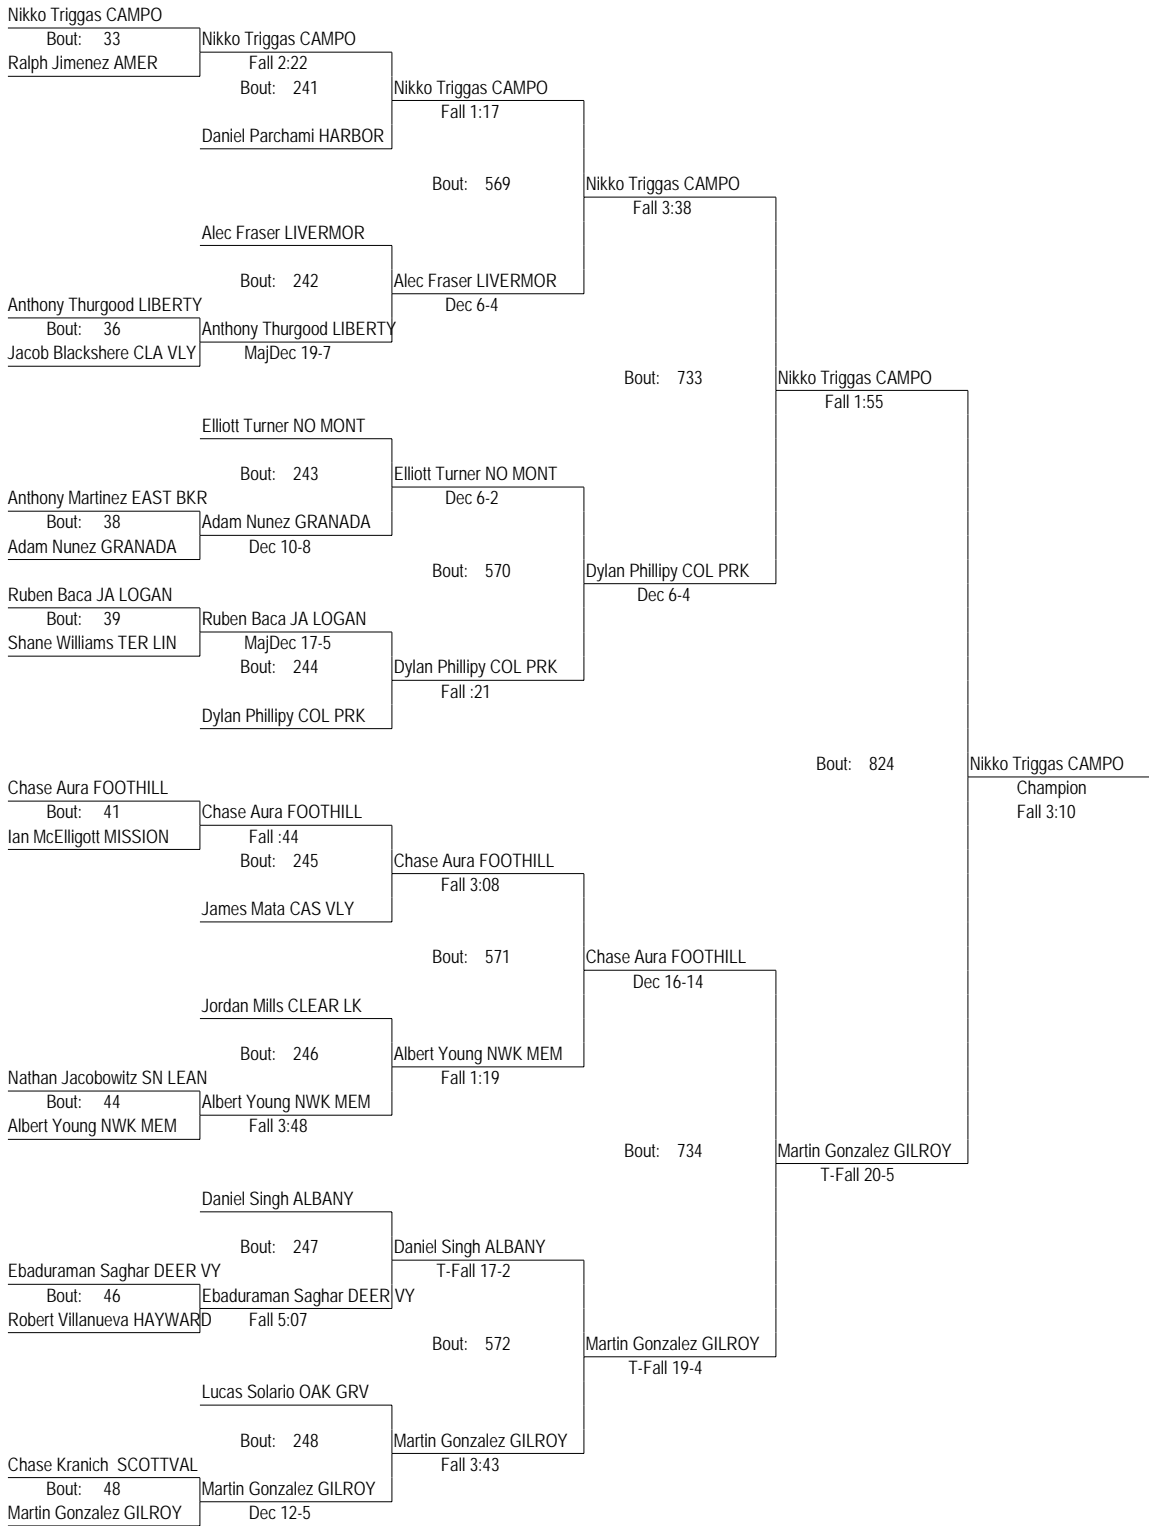 Nikko Triggas CAMPO
Bout: 33
Nikko Triggas CAMPO
Ralph Jimenez AMER
Fall 2:22
Bout: 241
Nikko Triggas CAMPO
Fall 1:17
Daniel Parchami HARBOR
Bout: 569
Nikko Triggas CAMPO
Fall 3:38
Alec Fraser LIVERMOR
Bout: 242
Alec Fraser LIVERMOR
Anthony Thurgood LIBERTY
Dec 6-4
Bout: 36
Anthony Thurgood LIBERTY
Jacob Blackshere CLA VLY
MajDec 19-7
Bout: 733
Nikko Triggas CAMPO
Fall 1:55
Elliott Turner NO MONT
Bout: 243
Elliott Turner NO MONT
Anthony Martinez EAST BKR
Dec 6-2
Bout: 38
Adam Nunez GRANADA
Adam Nunez GRANADA
Dec 10-8
Bout: 570
Dylan Phillipy COL PRK
Ruben Baca JA LOGAN
Dec 6-4
Bout: 39
Ruben Baca JA LOGAN
Shane Williams TER LIN
MajDec 17-5
Bout: 244
Dylan Phillipy COL PRK
Fall :21
Dylan Phillipy COL PRK
Bout: 824
Nikko Triggas CAMPO
Chase Aura FOOTHILL
Champion
Bout: 41
Chase Aura FOOTHILL
Fall 3:10
Ian McElligott MISSION
Fall :44
Bout: 245
Chase Aura FOOTHILL
Fall 3:08
James Mata CAS VLY
Bout: 571
Chase Aura FOOTHILL
Dec 16-14
Jordan Mills CLEAR LK
Bout: 246
Albert Young NWK MEM
Nathan Jacobowitz SN LEAN
Fall 1:19
Bout: 44
Albert Young NWK MEM
Albert Young NWK MEM
Fall 3:48
Bout: 734
Martin Gonzalez GILROY
T-Fall 20-5
Daniel Singh ALBANY
Bout: 247
Daniel Singh ALBANY
Ebaduraman Saghar DEER VY
T-Fall 17-2
Bout: 46
Ebaduraman Saghar DEER VY
Robert Villanueva HAYWARD
Fall 5:07
Bout: 572
Martin Gonzalez GILROY
T-Fall 19-4
Lucas Solario OAK GRV
Bout: 248
Martin Gonzalez GILROY
Chase Kranich SCOTTVAL
Fall 3:43
Bout: 48
Martin Gonzalez GILROY
Martin Gonzalez GILROY
Dec 12-5